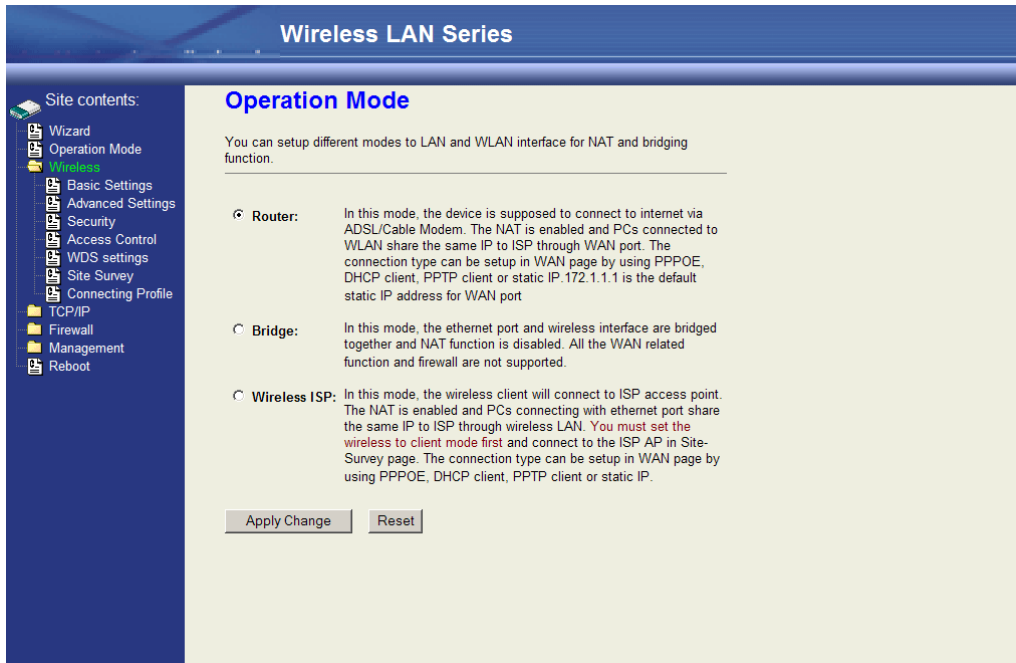 Wireless LAN Series
Site contents:
Wizard
Operation Mode
Wireless
Basic Settings
Advanced Settings
Security
Access Control
WDS settings
Site Survey
Connecting Profile
TCP/IP
Firewall
Management
Reboot
Operation Mode
You can setup different modes to LAN and WLAN interface for NAT and bridging
function.
Router:
In this mode, the device is supposed to connect to internet via
ADSL/Cable Modem. The NAT is enabled and PCs connected to
WLAN share the same IP to ISP through WAN port. The
connection type can be setup in WAN page by using PPPOE,
DHCP client, PPTP client or static IP.172.1.1.1 is the default
static IP address for WAN port
Bridge:
In this mode, the ethernet port and wireless interface are bridged
together and NAT function is disabled. All the WAN related
function and firewall are not supported.
Wireless ISP:
In this mode, the wireless client will connect to ISP access point.
The NAT is enabled and PCs connecting with ethernet port share
the same IP to ISP through wireless LAN. You must set the
wireless to client mode first and connect to the ISP AP in Site-
Survey page. The connection type can be setup in WAN page by
using PPPOE, DHCP client, PPTP client or static IP.
Apply Change
Reset